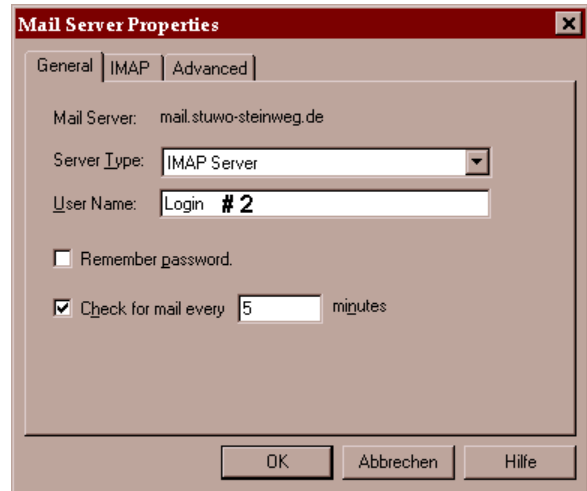 Mail Server Properties
General IMAP Advanced
Mail Server: mail.stuwo-steinweg.de
Server Type: IMAP Server
User Name: Login #2
Remember password.
Check for mail every 5 minutes
OK Abbrechen Hilfe